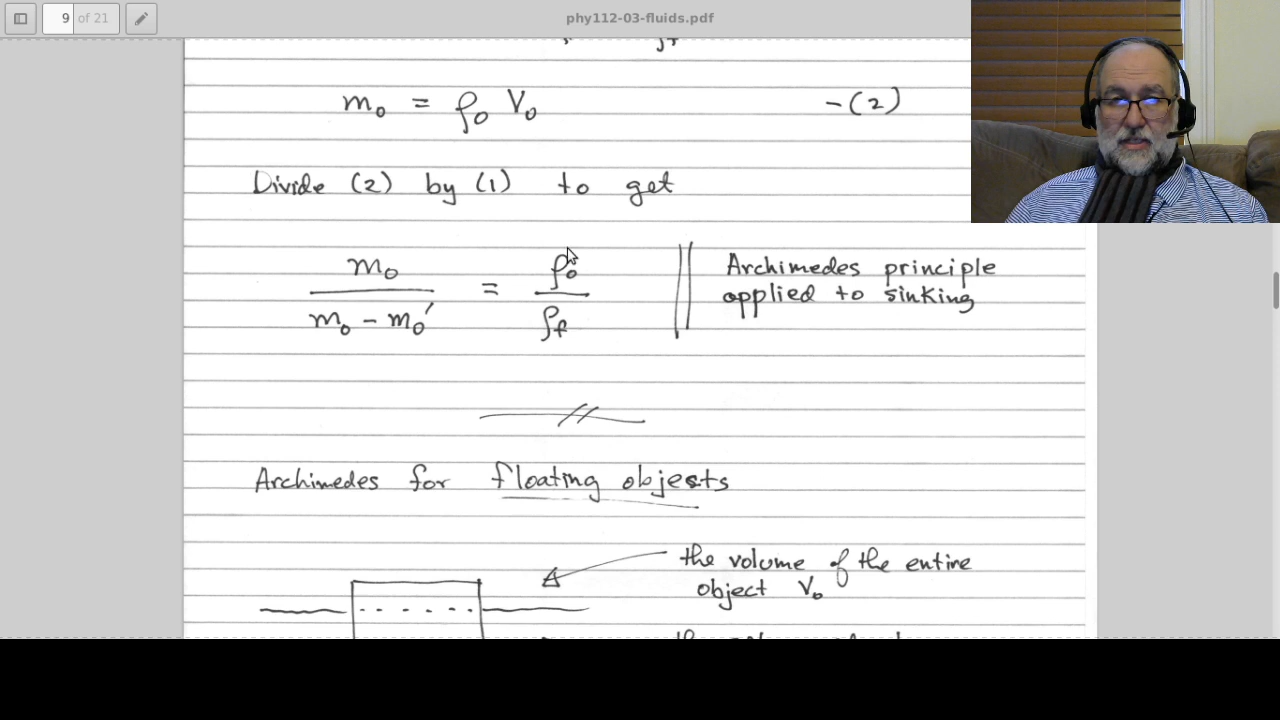 9 of 21
phy112-03-fluids.pdf
m₀ = ρ₀ V₀ -(2)
Divide (2) by (1) to get
m₀ / (m₀ - m₀′) = ρ₀ / ρf
Archimedes principle
applied to sinking
Archimedes for floating objests
the volume of the entire
object V₀